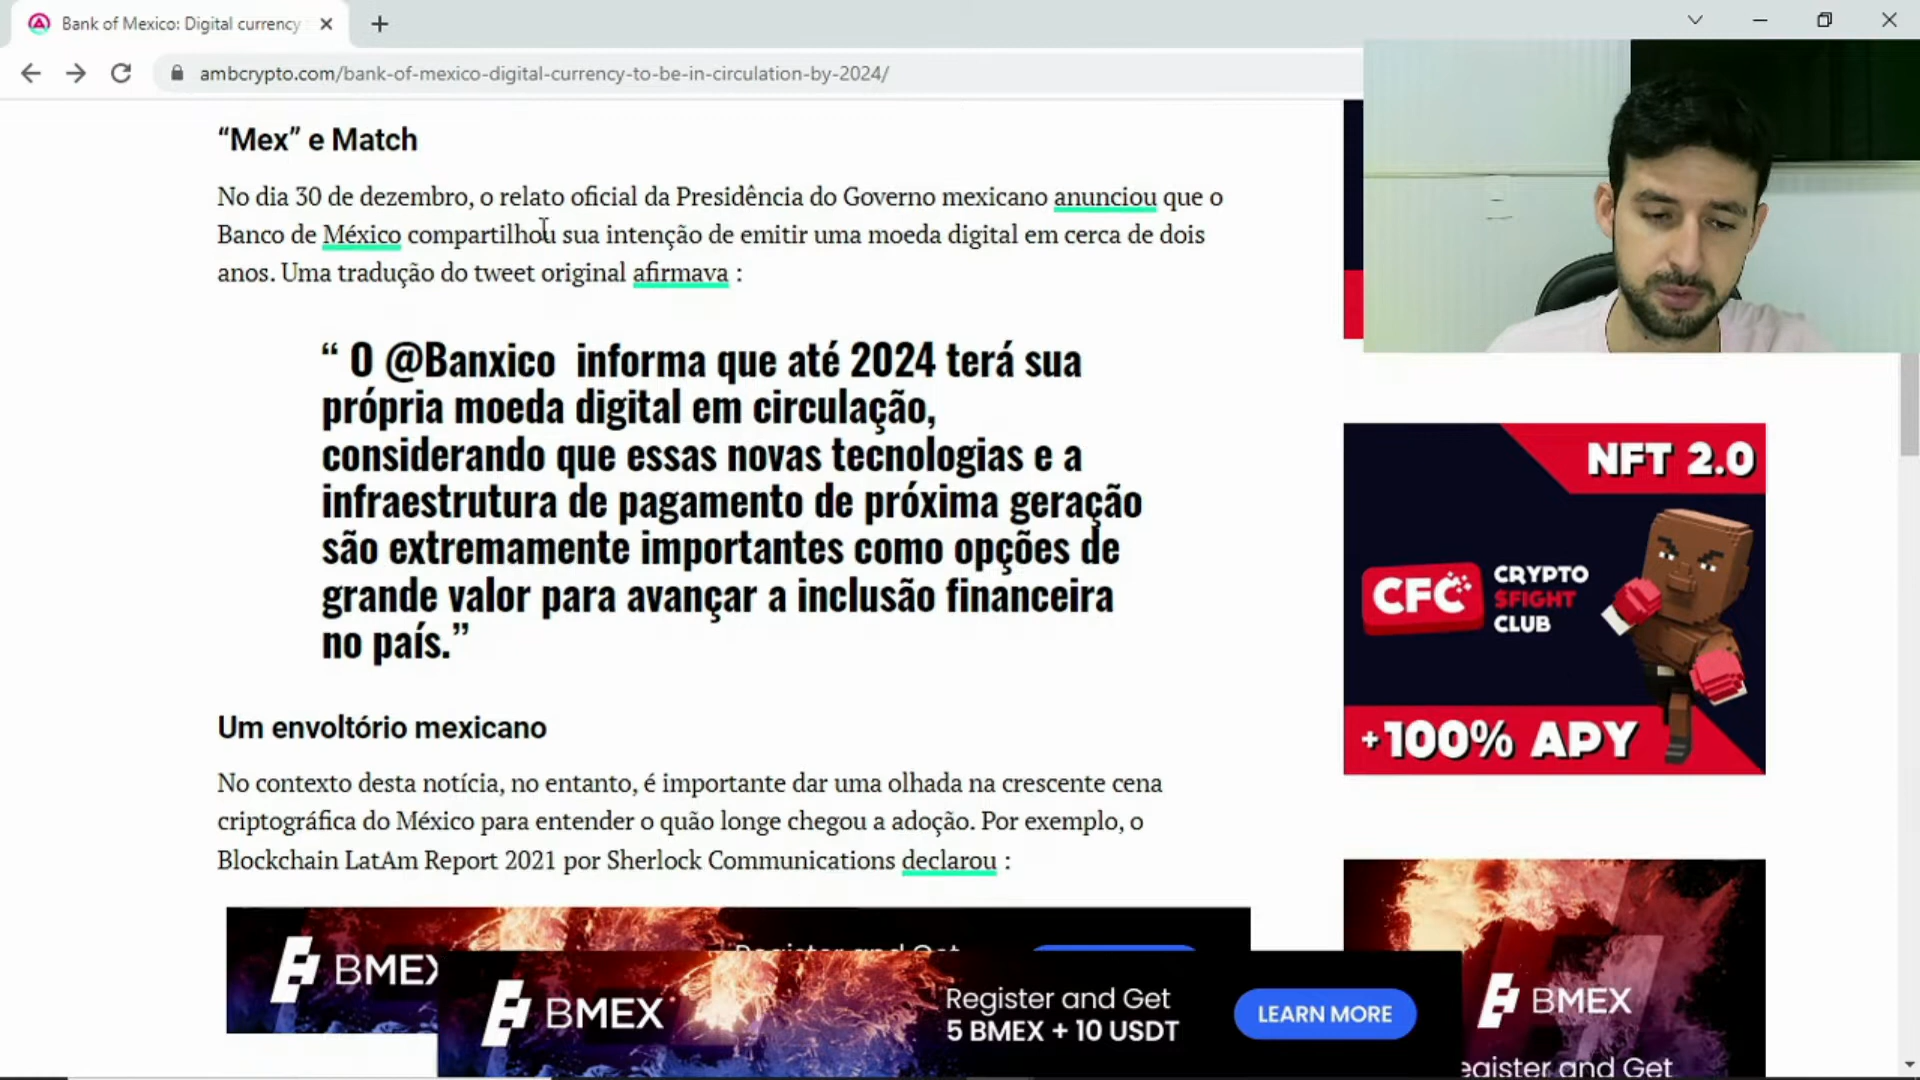 Bank of Mexico: Digital currency
ambcrypto.com/bank-of-mexico-digital-currency-to-be-in-circulation-by-2024/
“Mex” e Match
No dia 30 de dezembro, o relato oficial da Presidência do Governo mexicano anunciou que o
Banco de México compartilhou sua intenção de emitir uma moeda digital em cerca de dois
anos. Uma tradução do tweet original afirmava :
“ O @Banxico informa que até 2024 terá sua
própria moeda digital em circulação,
considerando que essas novas tecnologias e a
infraestrutura de pagamento de próxima geração
são extremamente importantes como opções de
grande valor para avançar a inclusão financeira
no país.”
Um envoltório mexicano
No contexto desta notícia, no entanto, é importante dar uma olhada na crescente cena
criptográfica do México para entender o quão longe chegou a adoção. Por exemplo, o
Blockchain LatAm Report 2021 por Sherlock Communications declarou :
NFT 2.0
CFC
CRYPTO
$FIGHT
CLUB
+100% APY
BMEX
Register and Get
BMEX
Register and Get
5 BMEX + 10 USDT
LEARN MORE
BMEX
egister and Get